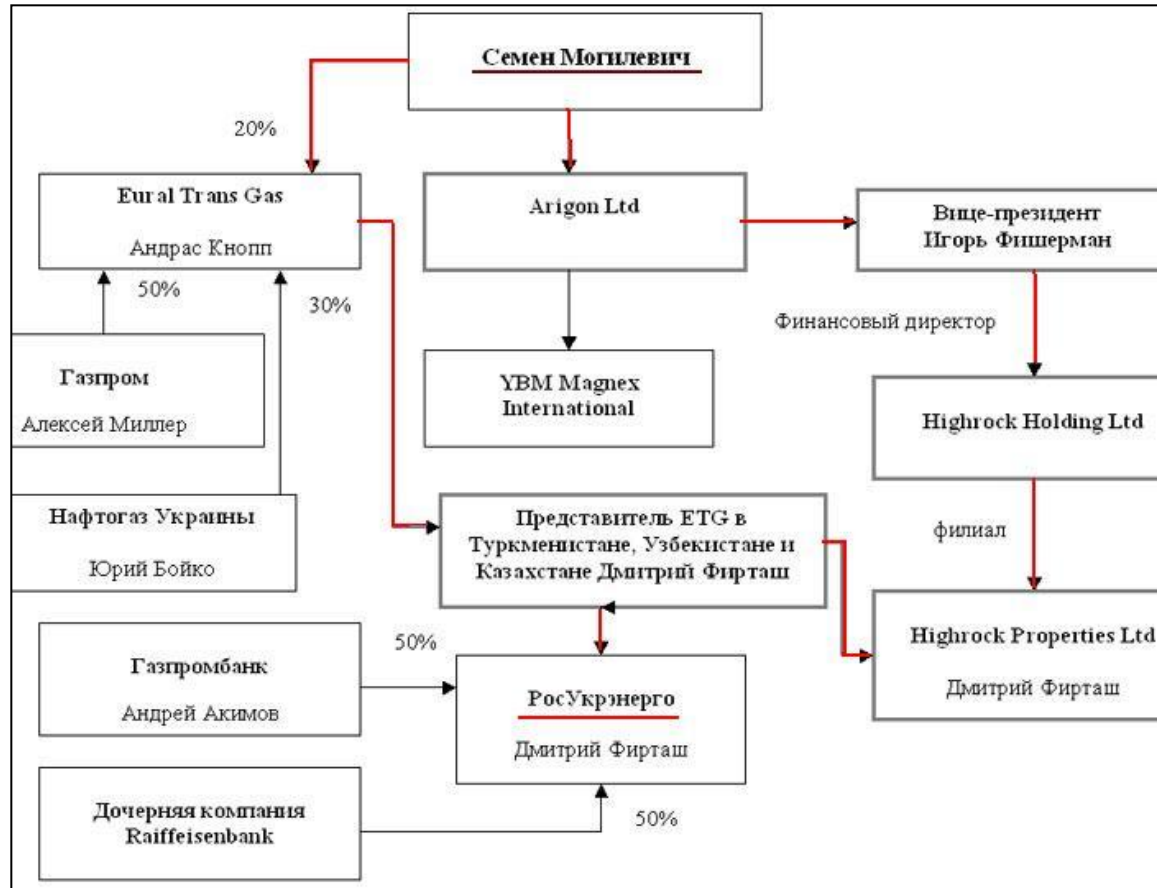 Семен Могилевич
20%
Eural Trans Gas
Андрас Кнопп
Arigon Ltd
Вице-президент
Игорь Фишерман
50%
30%
Финансовый директор
Газпром
Алексей Миллер
YBM Magnex
International
Highrock Holding Ltd
Нафтогаз Украины
Юрий Бойко
Представитель ETG в
Туркменистане, Узбекистане и
Казахстане Дмитрий Фирташ
филиал
Газпромбанк
Андрей Акимов
50%
РосУкрэнерго
Дмитрий Фирташ
Highrock Properties Ltd
Дмитрий Фирташ
Дочерняя компания
Raiffeisenbank
50%